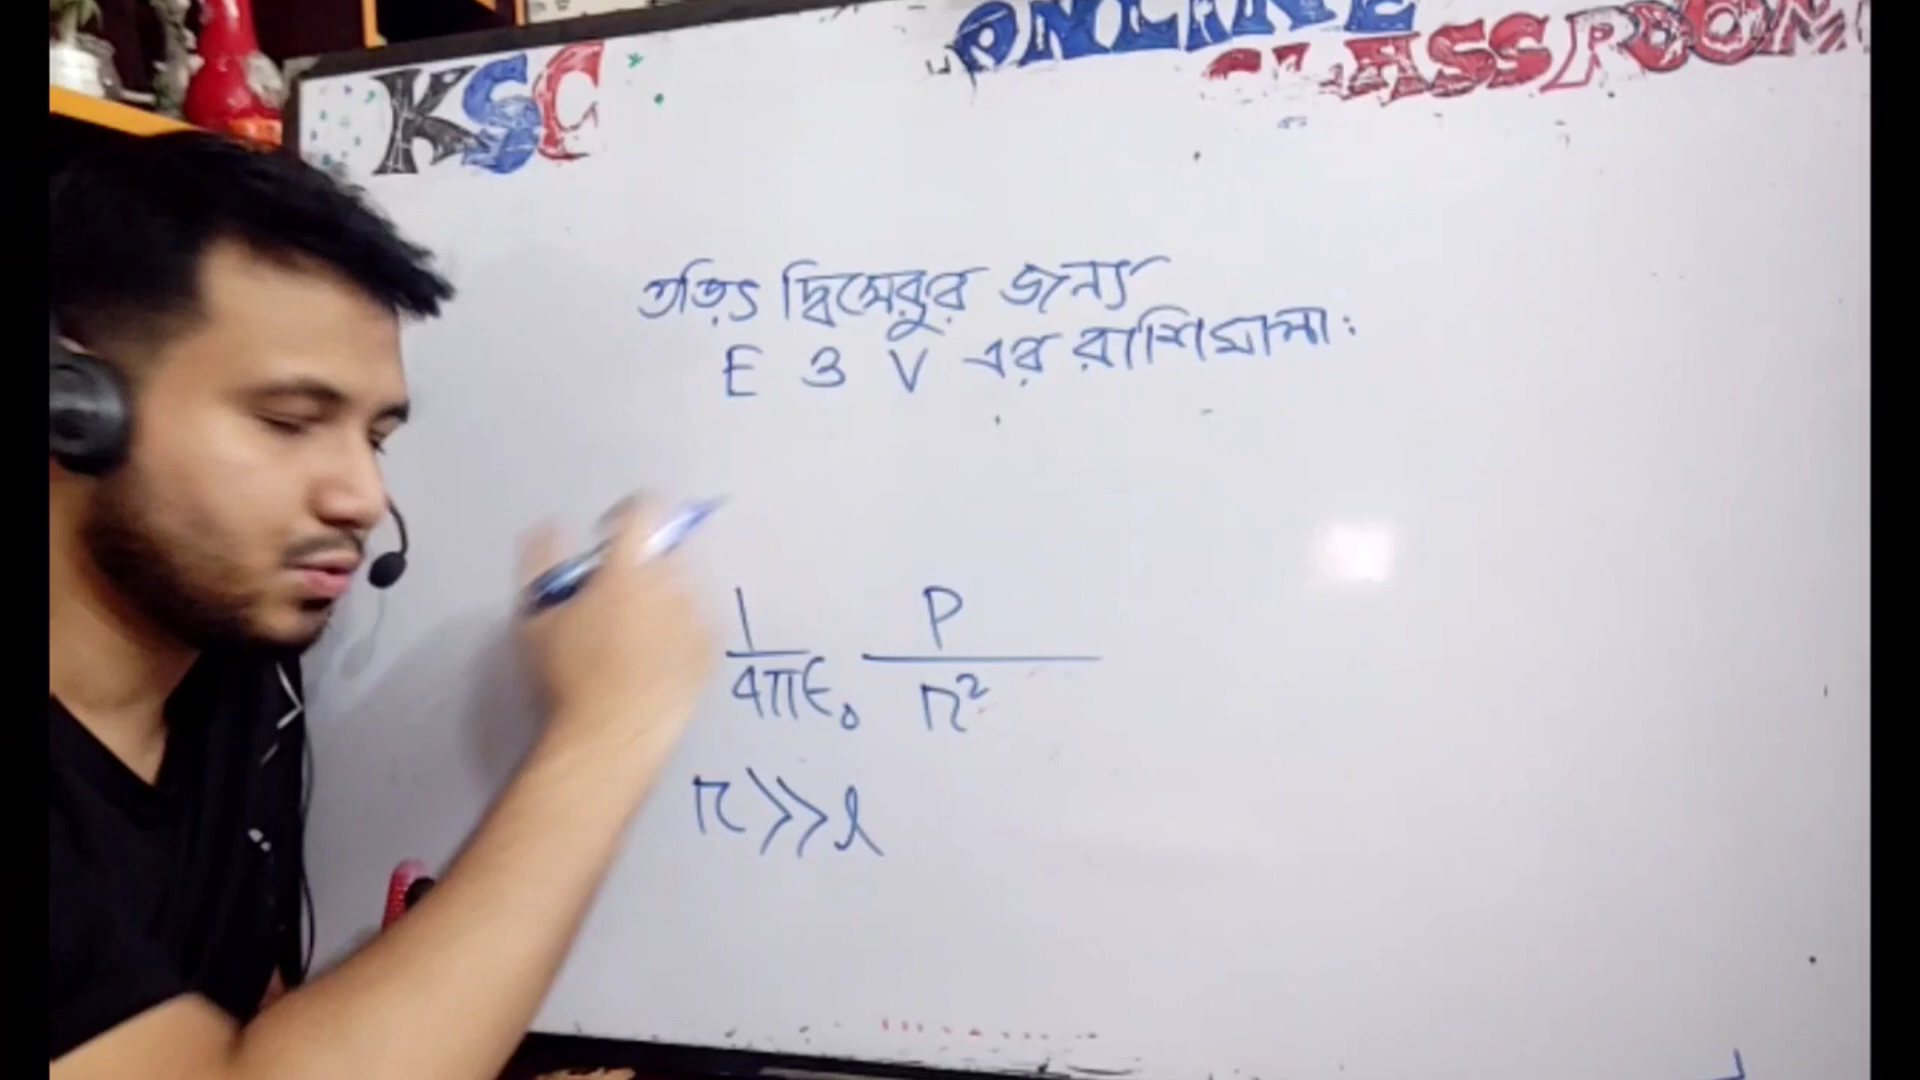 KSC
ONLINE
CLASSROOM
তড়িৎ দ্বিমেরুর জন্য
E ও V এর রাশিমালা:
1 P
4πϵ₀ r²
r>>l